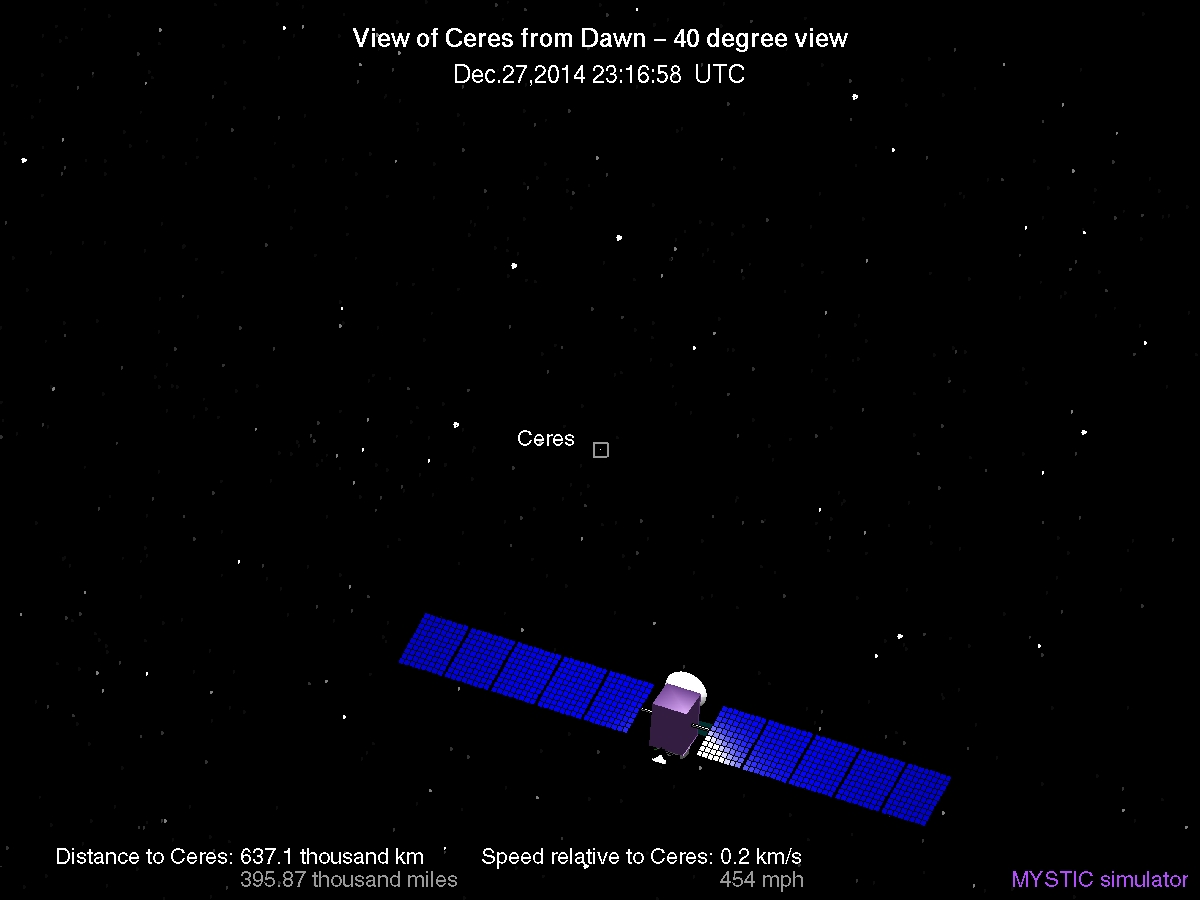 View of Ceres from Dawn – 40 degree view
Dec.27,2014 23:16:58 UTC
Ceres
Distance to Ceres: 637.1 thousand km
395.87 thousand miles
Speed relative to Ceres: 0.2 km/s
454 mph
MYSTIC simulator